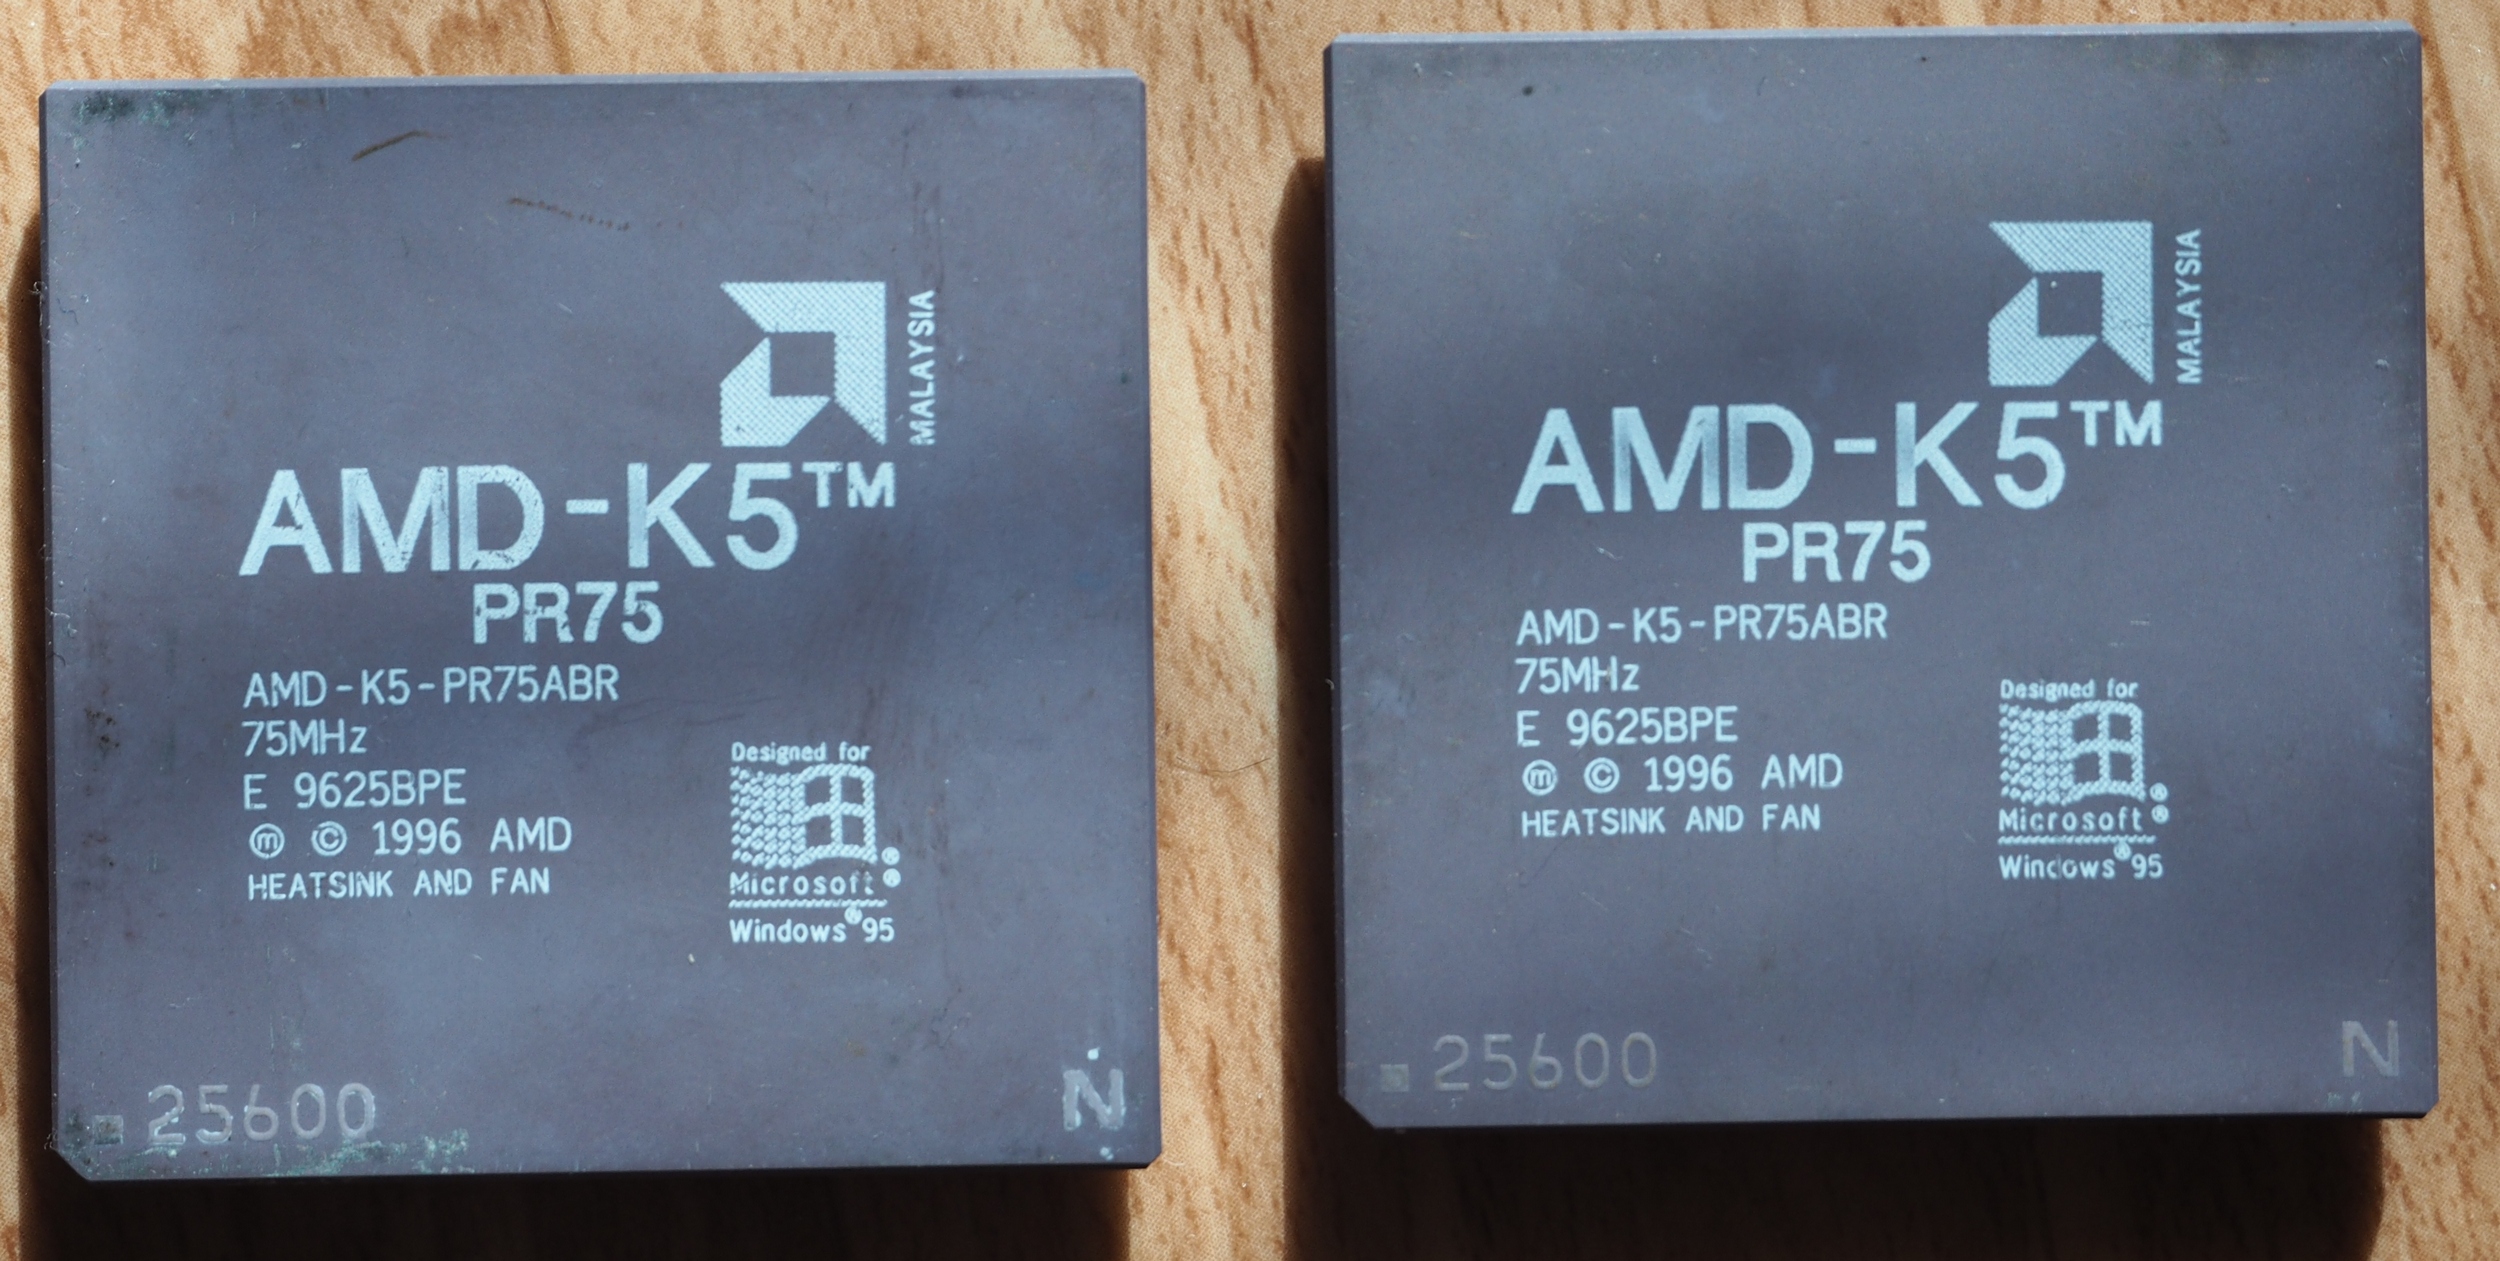 MALAYSIA
AMD-K5™
PR75
AMD-K5-PR75ABR
75MHz
E 9625BPE
ⓜ © 1996 AMD
HEATSINK AND FAN
Designed for
Microsoft®
Windows®95
25600
N
MALAYSIA
AMD-K5™
PR75
AMD-K5-PR75ABR
75MHz
E 9625BPE
ⓜ © 1996 AMD
HEATSINK AND FAN
Designed for
®
Microsoft®
Windows®95
25600
N